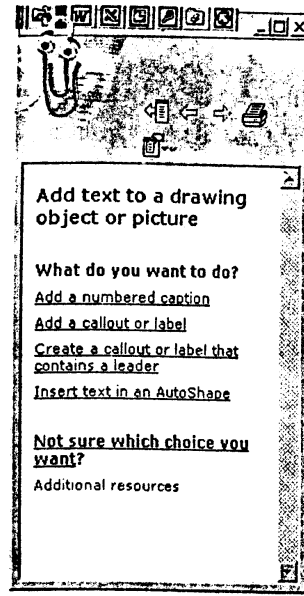 W
Add text to a drawing
object or picture
What do you want to do?
Add a numbered caption
Add a callout or label
Create a callout or label that
contains a leader
Insert text in an AutoShape
Not sure which choice you
want?
Additional resources